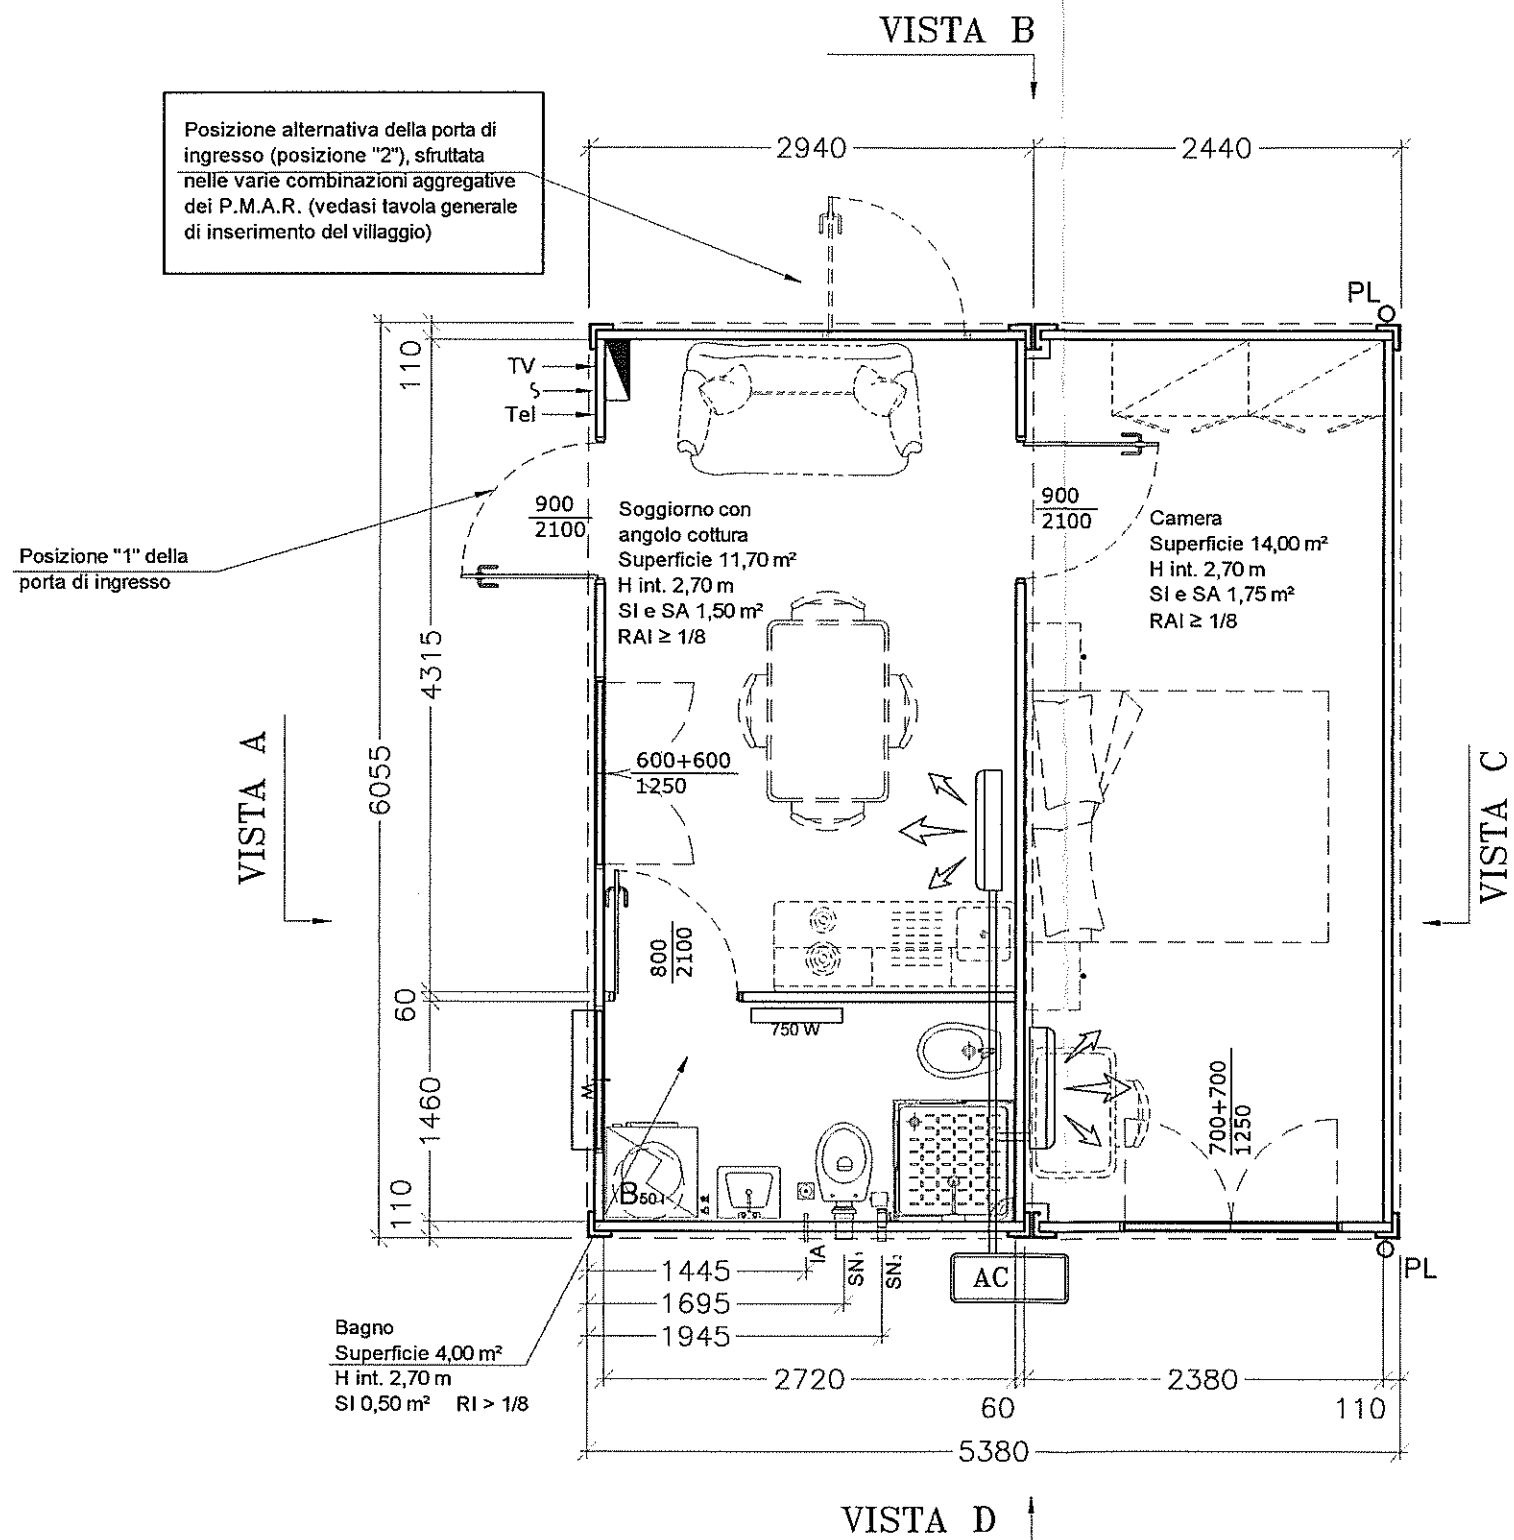 VISTA B
Posizione alternativa della porta di
ingresso (posizione "2"), sfruttata
nelle varie combinazioni aggregative
dei P.M.A.R. (vedasi tavola generale
di inserimento del villaggio)
2940
2440
PL
110
TV
Tel
900
2100
Soggiorno con
angolo cottura
Superficie 11,70 m²
H int. 2,70 m
SI e SA 1,50 m²
RAI ≥ 1/8
900
2100
Camera
Superficie 14,00 m²
H int. 2,70 m
SI e SA 1,75 m²
RAI ≥ 1/8
Posizione "1" della
porta di ingresso
4315
6055
VISTA A
600+600
1250
VISTA C
800
2100
60
750 W
1460
700+700
1250
B50 l
110
IA
SN1
SN2
1445
1695
1945
AC
PL
Bagno
Superficie 4,00 m²
H int. 2,70 m
SI 0,50 m² RI > 1/8
2720
2380
60
110
5380
VISTA D